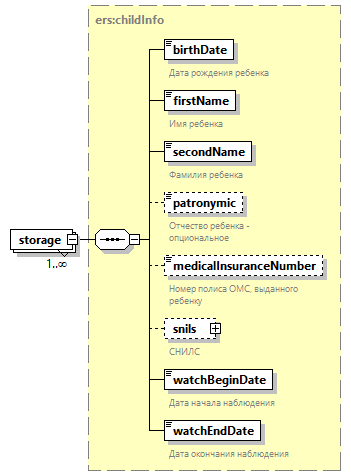 ers:childInfo
birthDate
Дата рождения ребенка
firstName
Имя ребенка
secondName
Фамилия ребенка
patronymic
Отчество ребенка -
опциональное
storage
1..∞
medicalInsuranceNumber
Номер полиса ОМС, выданного
ребенку
snils
СНИЛС
watchBeginDate
Дата начала наблюдения
watchEndDate
Дата окончания наблюдения